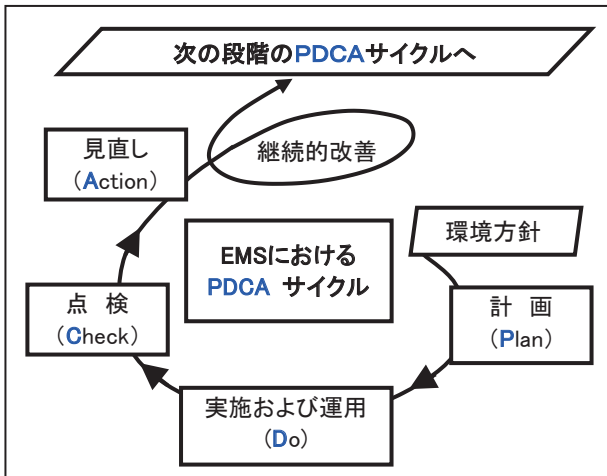 次の段階のPDCAサイクルへ
見直し
(Action)
継続的改善
環境方針
EMSにおける
PDCA サイクル
点 検
(Check)
計 画
(Plan)
実施および運用
(Do)